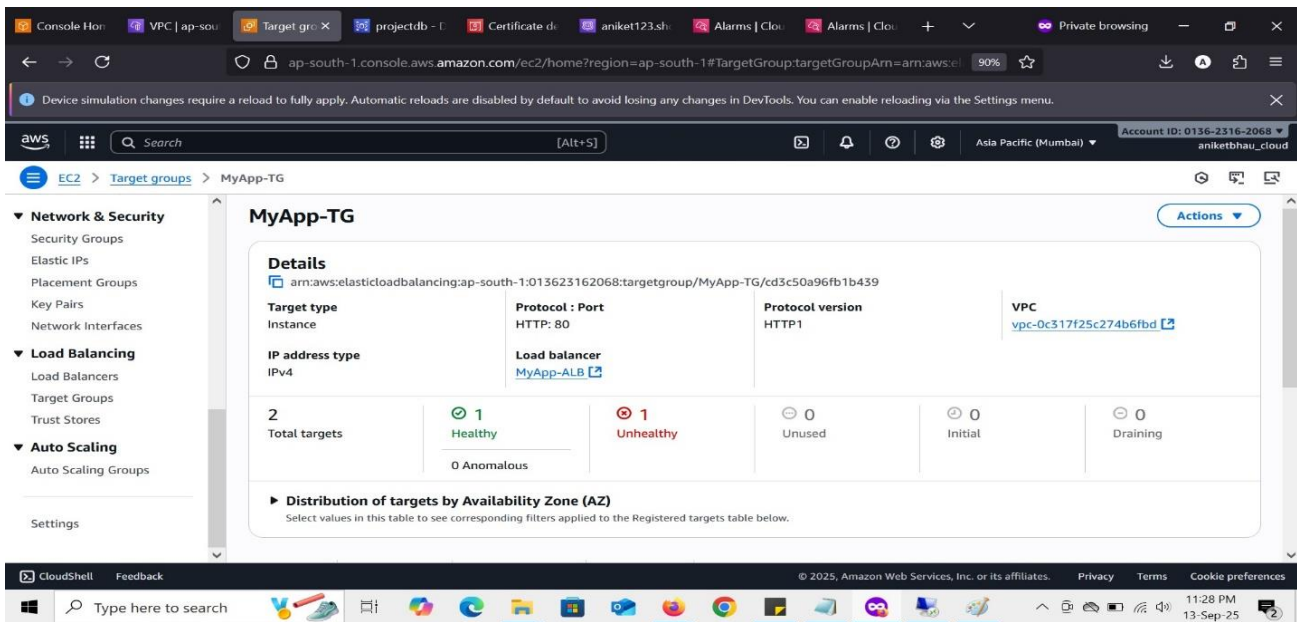 Console Hon
VPC | ap-sou
Target gro
projectdb - D
Certificate de
aniket123.sh
Alarms | Clou
Alarms | Clou
Private browsing
ap-south-1.console.aws.amazon.com/ec2/home?region=ap-south-1#TargetGroup:targetGroupArn=arn:aws:el
90%
Device simulation changes require a reload to fully apply. Automatic reloads are disabled by default to avoid losing any changes in DevTools. You can enable reloading via the Settings menu.
aws
Search
[Alt+S]
Asia Pacific (Mumbai)
Account ID: 0136-2316-2068
aniketbhau_cloud
EC2 > Target groups > MyApp-TG
Network & Security
Security Groups
Elastic IPs
Placement Groups
Key Pairs
Network Interfaces
Load Balancing
Load Balancers
Target Groups
Trust Stores
Auto Scaling
Auto Scaling Groups
Settings
MyApp-TG
Actions
Details
arn:aws:elasticloadbalancing:ap-south-1:013623162068:targetgroup/MyApp-TG/cd3c50a96fb1b439
Target type
Instance
Protocol : Port
HTTP: 80
Protocol version
HTTP1
VPC
vpc-0c317f25c274b6fbd
IP address type
IPv4
Load balancer
MyApp-ALB
2
Total targets
1
Healthy
0 Anomalous
1
Unhealthy
0
Unused
0
Initial
0
Draining
Distribution of targets by Availability Zone (AZ)
Select values in this table to see corresponding filters applied to the Registered targets table below.
CloudShell
Feedback
© 2025, Amazon Web Services, Inc. or its affiliates.
Privacy
Terms
Cookie preferences
Type here to search
11:28 PM
13-Sep-25
2